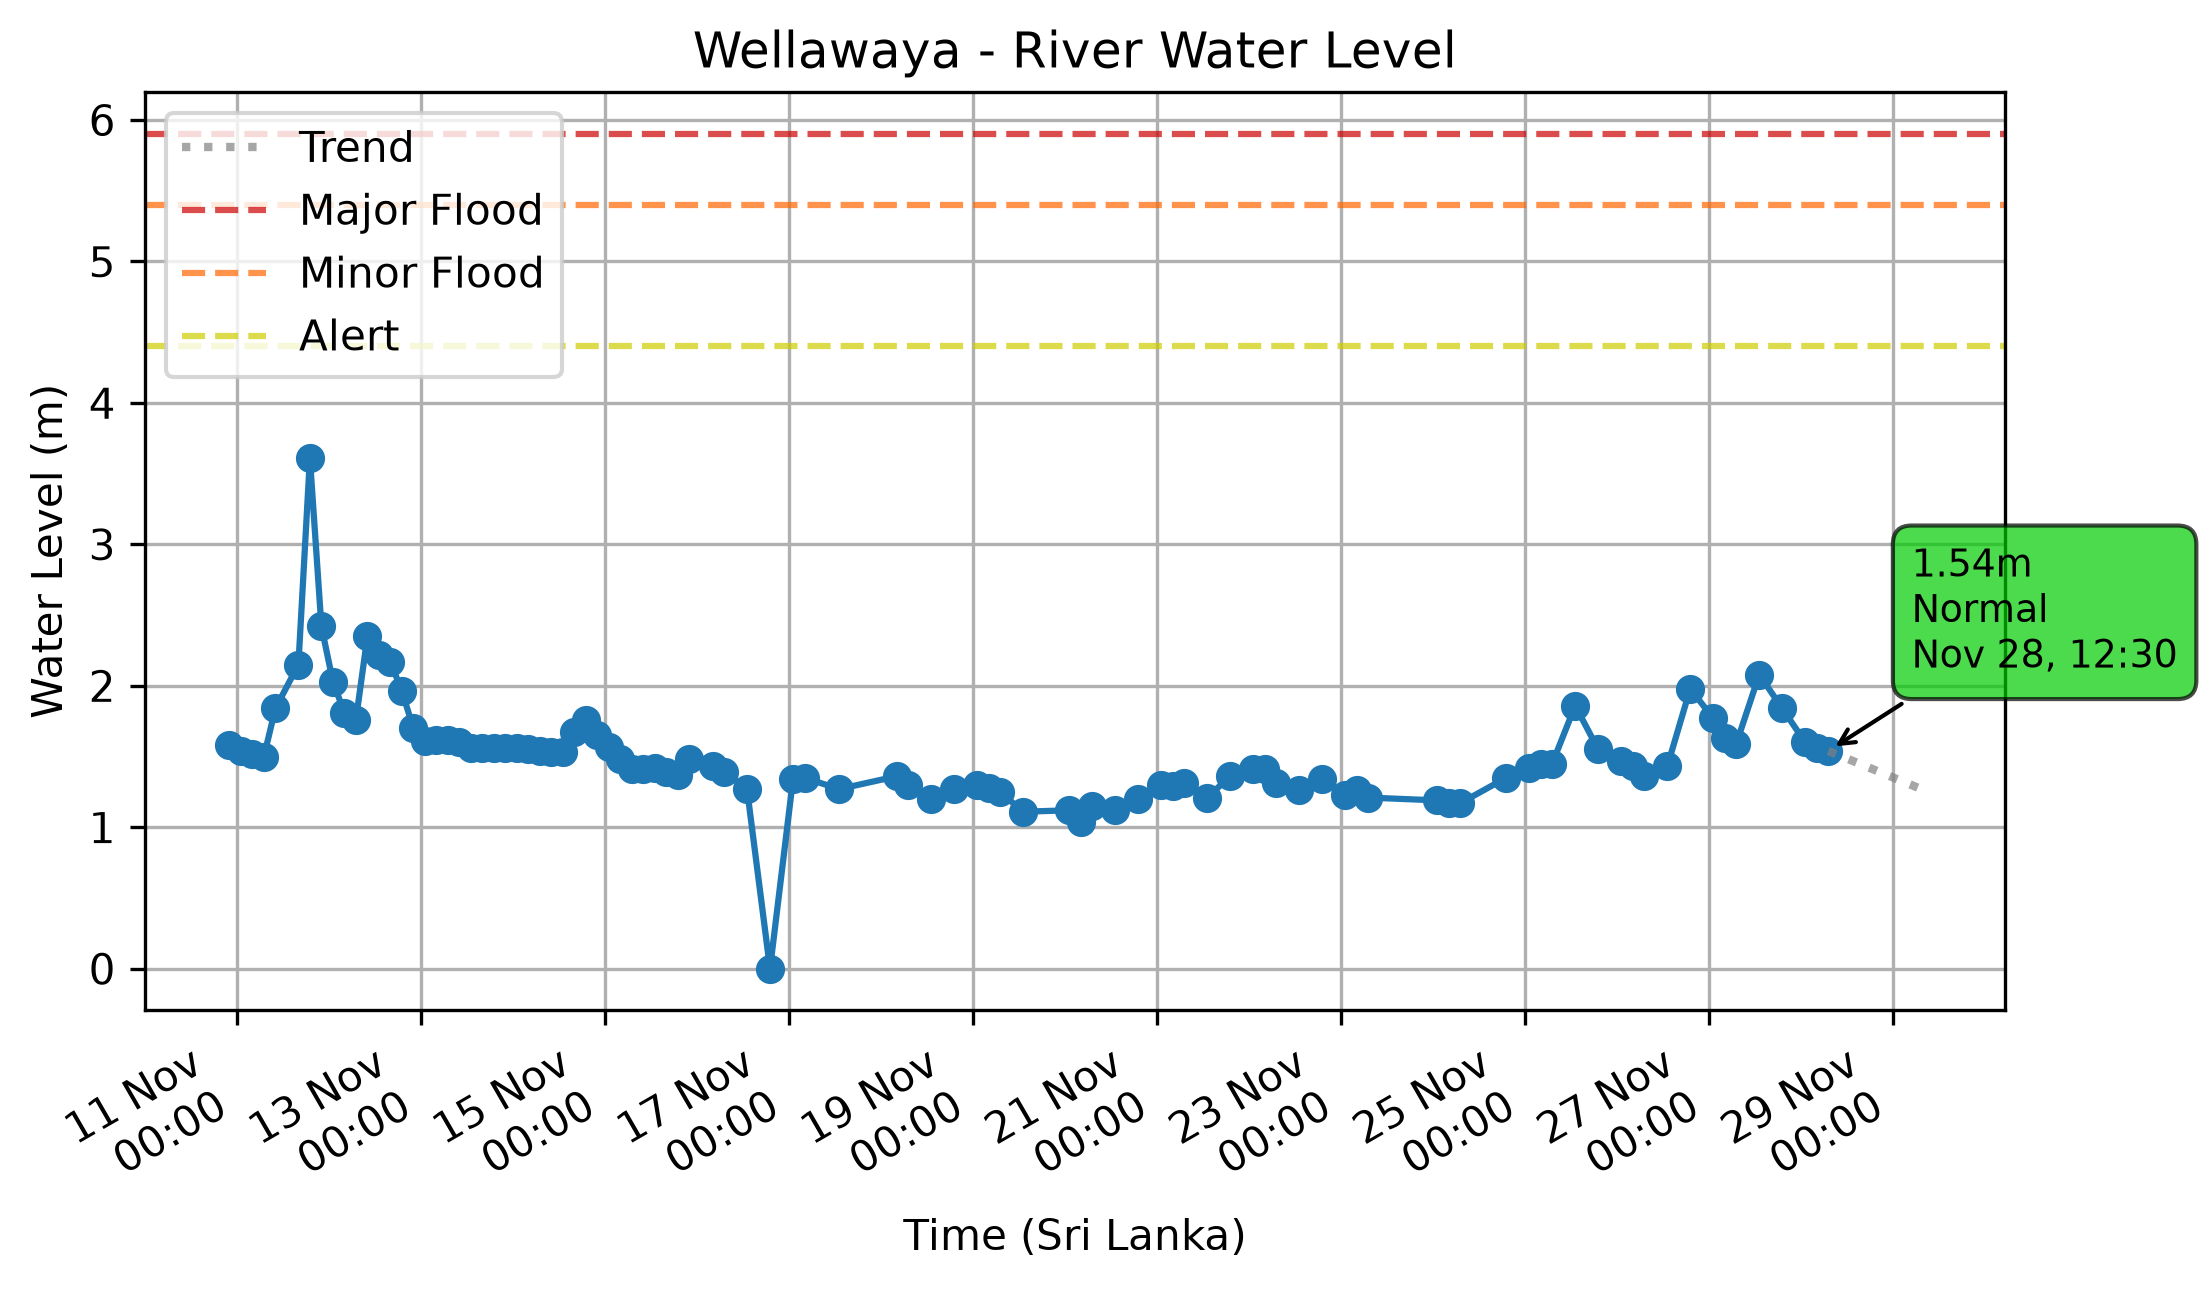 Wellawaya - River Water Level
Trend
Major Flood
Minor Flood
Alert
Water Level (m)
6
5
4
3
2
1
0
1.54m
Normal
Nov 28, 12:30
11 Nov
00:00
13 Nov
00:00
15 Nov
00:00
17 Nov
00:00
19 Nov
00:00
21 Nov
00:00
23 Nov
00:00
25 Nov
00:00
27 Nov
00:00
29 Nov
00:00
Time (Sri Lanka)